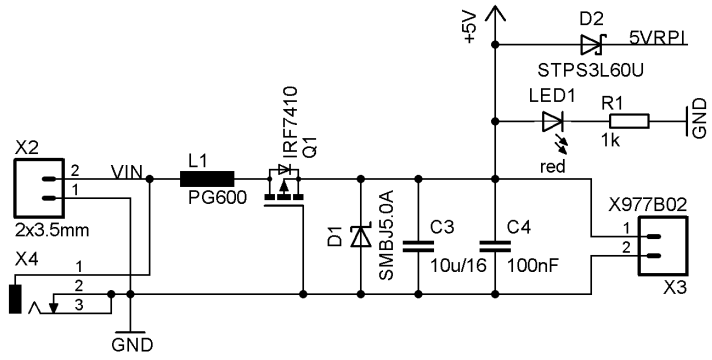 +5V
D2
5VRPI
STPS3L60U
LED1
R1
1k
GND
red
IRF7410
Q1
X2
2
1
VIN
L1
PG600
2x3.5mm
D1
SMBJ5.0A
C3
10u/16
C4
100nF
X977B02
1
2
X3
X4
1
2
3
GND